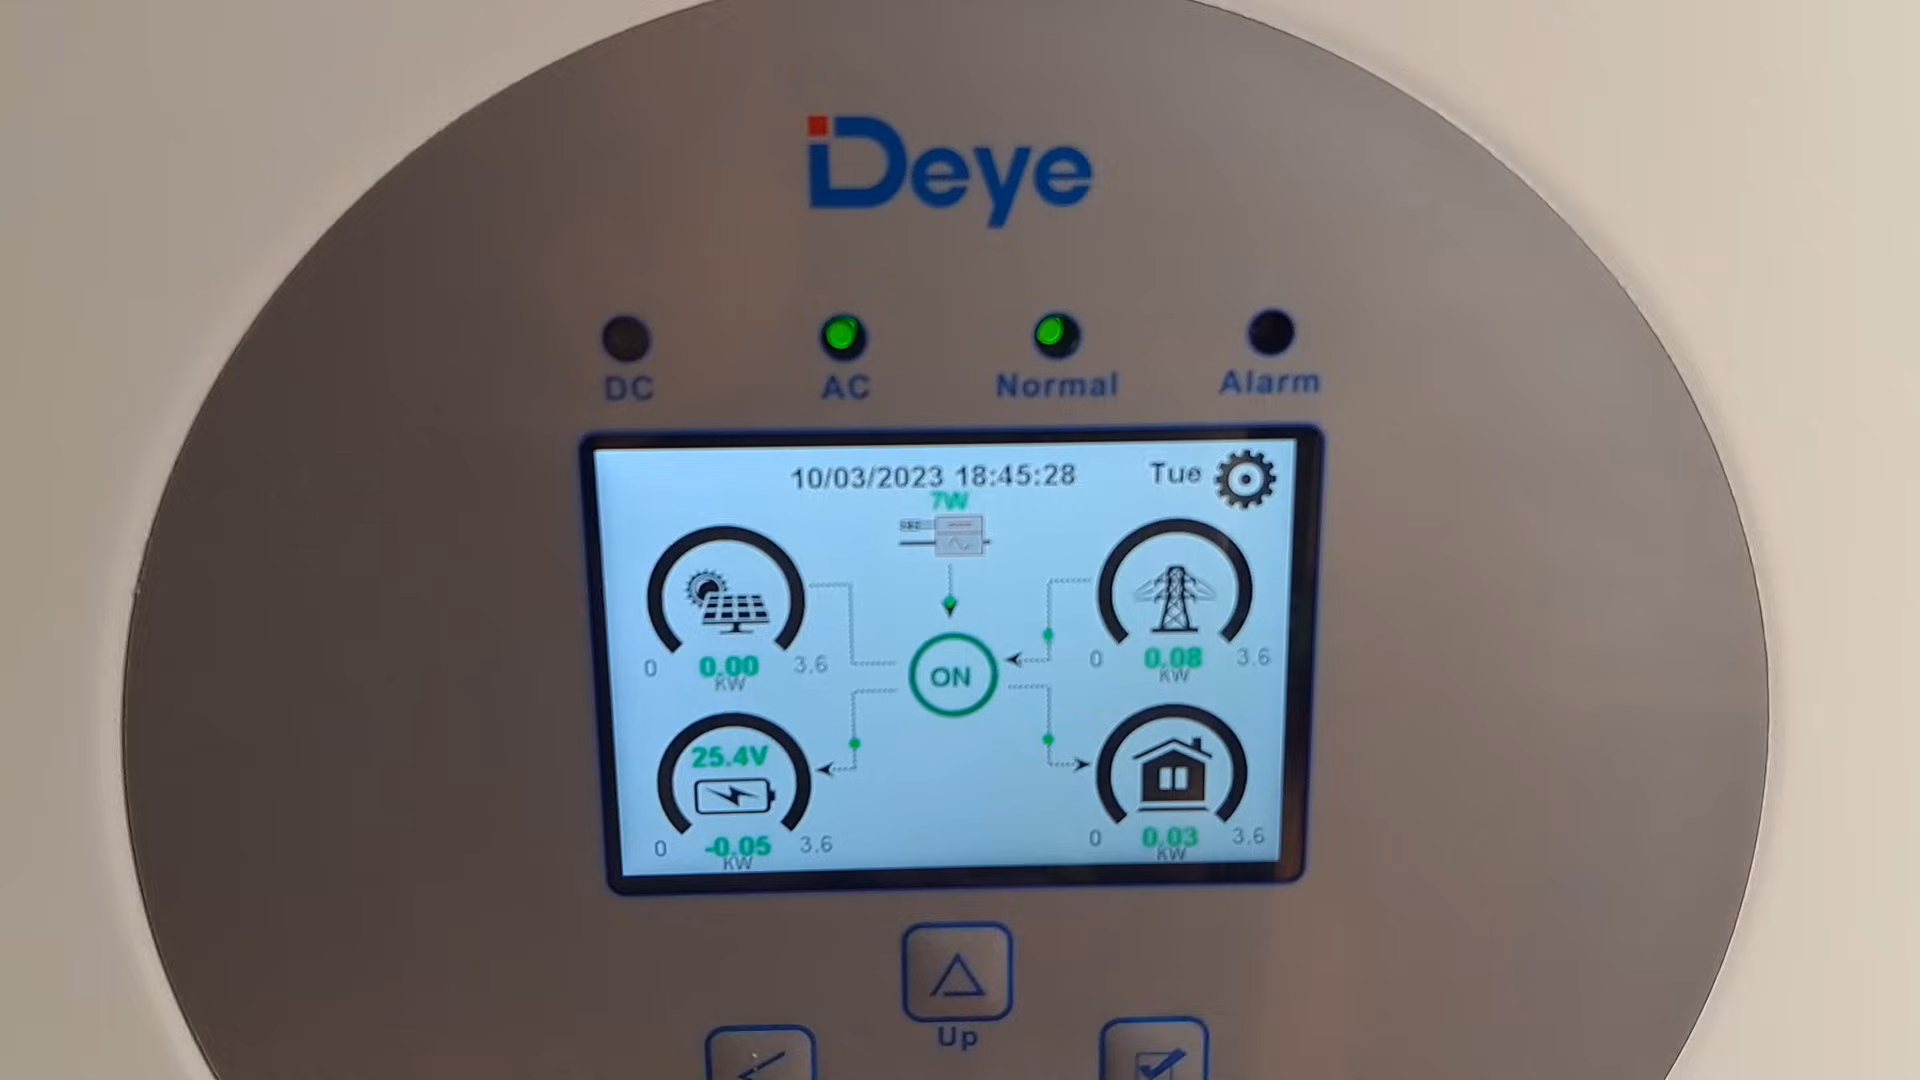 Deye
DC AC Normal Alarm
10/03/2023 18:45:28 Tue
7W
0 0.00 3.6
KW
0 0.08 3.6
KW
ON
25.4V
0 -0.05 3.6
KW
0 0.03 3.6
KW
Up